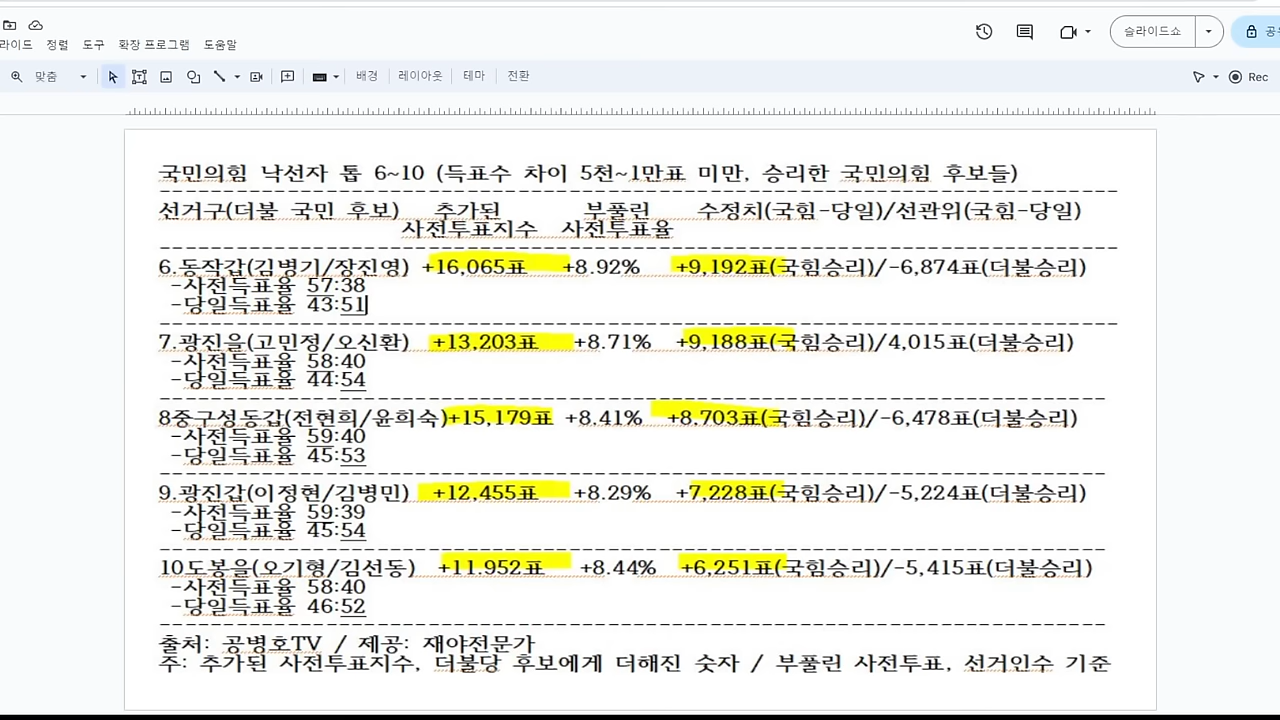 라이드 정렬 도구 확장 프로그램 도움말
슬라이드쇼
맞춤 배경 레이아웃 테마 전환 Rec
국민의힘 낙선자 톱 6~10 (득표수 차이 5천~1만표 미만, 승리한 국민의힘 후보들)
선거구(더불 국민 후보) 추가된 부풀린 수정치(국힘-당일)/선관위(국힘-당일)
사전투표지수 사전투표율
6.동작갑(김병기/장진영) +16,065표 +8.92% +9,192표(국힘승리)/-6,874표(더불승리)
-사전득표율 57:38
-당일득표율 43:51
7.광진을(고민정/오신환) +13,203표 +8.71% +9,188표(국힘승리)/4,015표(더불승리)
-사전득표율 58:40
-당일득표율 44:54
8중구성동갑(전현희/윤희숙)+15,179표 +8.41% +8.703표(국힘승리)/-6,478표(더불승리)
-사전득표율 59:40
-당일득표율 45:53
9.광진갑(이정현/김병민) +12,455표 +8.29% +7,228표(국힘승리)/-5,224표(더불승리)
-사전득표율 59:39
-당일득표율 45:54
10도봉을(오기형/김선동) +11.952표 +8.44% +6,251표(국힘승리)/-5,415표(더불승리)
-사전득표율 58:40
-당일득표율 46:52
출처: 공병호TV / 제공: 재야전문가
주: 추가된 사전투표지수, 더불당 후보에게 더해진 숫자 / 부풀린 사전투표, 선거인수 기준